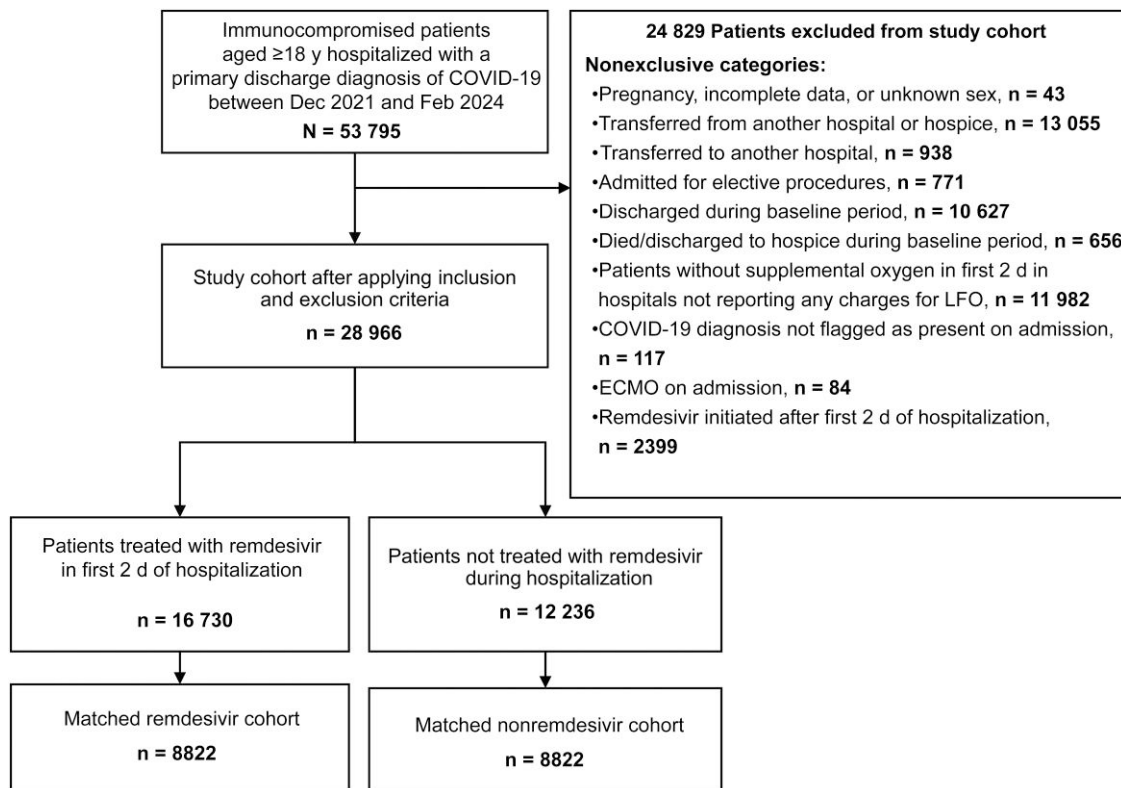 Immunocompromised patients
aged ≥18 y hospitalized with a
primary discharge diagnosis of COVID-19
between Dec 2021 and Feb 2024
N = 53 795
24 829 Patients excluded from study cohort
Nonexclusive categories:
•Pregnancy, incomplete data, or unknown sex, n = 43
•Transferred from another hospital or hospice, n = 13 055
•Transferred to another hospital, n = 938
•Admitted for elective procedures, n = 771
•Discharged during baseline period, n = 10 627
•Died/discharged to hospice during baseline period, n = 656
•Patients without supplemental oxygen in first 2 d in
hospitals not reporting any charges for LFO, n = 11 982
•COVID-19 diagnosis not flagged as present on admission,
n = 117
•ECMO on admission, n = 84
•Remdesivir initiated after first 2 d of hospitalization,
n = 2399
Study cohort after applying inclusion
and exclusion criteria
n = 28 966
Patients treated with remdesivir
in first 2 d of hospitalization
n = 16 730
Patients not treated with remdesivir
during hospitalization
n = 12 236
Matched remdesivir cohort
n = 8822
Matched nonremdesivir cohort
n = 8822